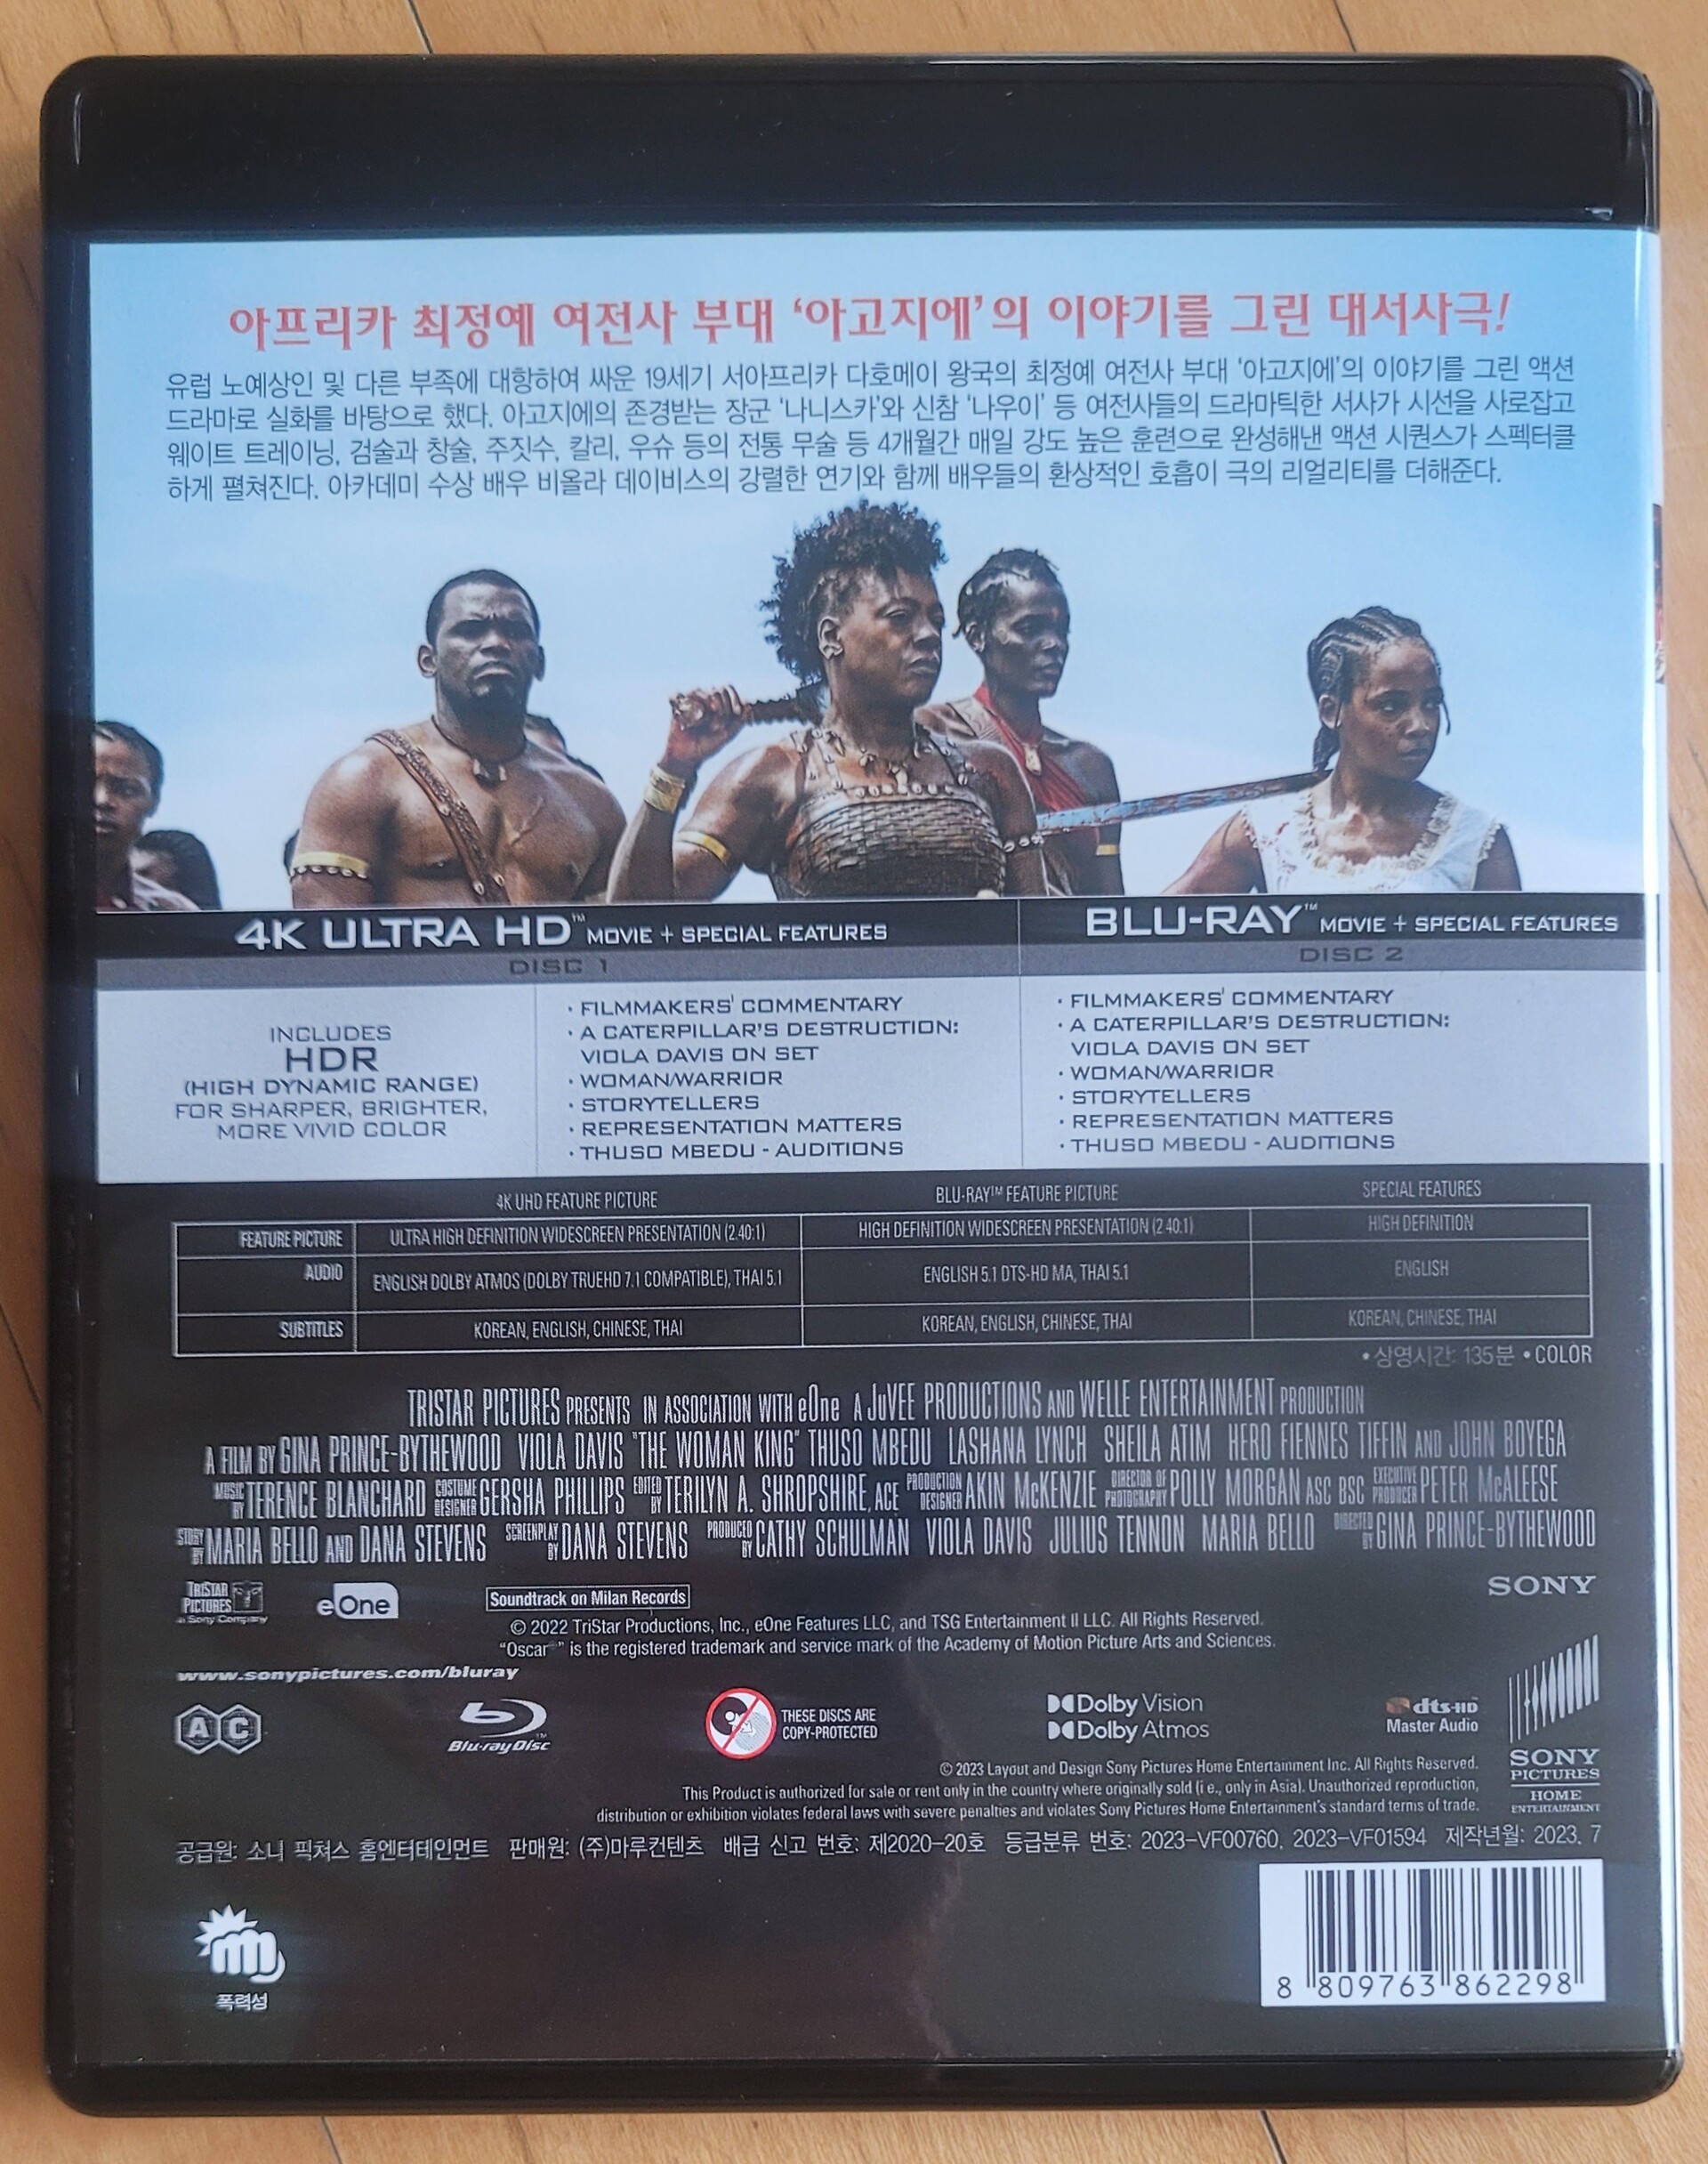 아프리카 최정예 여전사 부대 ‘아고지에’의 이야기를 그린 대서사극!
유럽 노예상인 및 다른 부족에 대항하여 싸운 19세기 서아프리카 다호메이 왕국의 최정예 여전사 부대 ‘아고지에’의 이야기를 그린 액션
드라마로 실화를 바탕으로 했다. 아고지에의 존경받는 장군 ‘나니스카’와 신참 ‘나우이’ 등 여전사들의 드라마틱한 서사가 시선을 사로잡고
웨이트 트레이닝, 검술과 창술, 주짓수, 칼리, 우슈 등의 전통 무술 등 4개월간 매일 강도 높은 훈련으로 완성해낸 액션 시퀀스가 스펙터클
하게 펼쳐진다. 아카데미 수상 배우 비올라 데이비스의 강렬한 연기와 함께 배우들의 환상적인 호흡이 극의 리얼리티를 더해준다.
4K ULTRA HD™ MOVIE + SPECIAL FEATURES
DISC 1
INCLUDES
HDR
(HIGH DYNAMIC RANGE)
FOR SHARPER, BRIGHTER,
MORE VIVID COLOR
• FILMMAKERS' COMMENTARY
• A CATERPILLAR'S DESTRUCTION:
VIOLA DAVIS ON SET
• WOMAN/WARRIOR
• STORYTELLERS
• REPRESENTATION MATTERS
• THUSO MBEDU - AUDITIONS
BLU-RAY™ MOVIE + SPECIAL FEATURES
DISC 2
• FILMMAKERS' COMMENTARY
• A CATERPILLAR'S DESTRUCTION:
VIOLA DAVIS ON SET
• WOMAN/WARRIOR
• STORYTELLERS
• REPRESENTATION MATTERS
• THUSO MBEDU - AUDITIONS
4K UHD FEATURE PICTURE BLU-RAY™ FEATURE PICTURE SPECIAL FEATURES
FEATURE PICTURE ULTRA HIGH DEFINITION WIDESCREEN PRESENTATION (2.40:1) HIGH DEFINITION WIDESCREEN PRESENTATION (2.40:1) HIGH DEFINITION
AUDIO ENGLISH DOLBY ATMOS (DOLBY TRUEHD 7.1 COMPATIBLE), THAI 5.1 ENGLISH 5.1 DTS-HD MA, THAI 5.1 ENGLISH
SUBTITLES KOREAN, ENGLISH, CHINESE, THAI KOREAN, ENGLISH, CHINESE, THAI KOREAN, CHINESE, THAI
• 상영시간: 135분 • COLOR
TRISTAR PICTURES PRESENTS IN ASSOCIATION WITH eOne A JuVEE PRODUCTIONS AND WELLE ENTERTAINMENT PRODUCTION
A FILM BY GINA PRINCE-BYTHEWOOD VIOLA DAVIS "THE WOMAN KING" THUSO MBEDU LASHANA LYNCH SHEILA ATIM HERO FIENNES TIFFIN AND JOHN BOYEGA
MUSIC BY TERENCE BLANCHARD COSTUME DESIGNER GERSHA PHILLIPS EDITED BY TERILYN A. SHROPSHIRE, ACE PRODUCTION DESIGNER AKIN McKENZIE DIRECTOR OF PHOTOGRAPHY POLLY MORGAN ASC BSC EXECUTIVE PRODUCER PETER McALEESE
STORY BY MARIA BELLO AND DANA STEVENS SCREENPLAY BY DANA STEVENS PRODUCED BY CATHY SCHULMAN VIOLA DAVIS JULIUS TENNON MARIA BELLO DIRECTED BY GINA PRINCE-BYTHEWOOD
TRISTAR PICTURES a Sony Company eOne Soundtrack on Milan Records SONY
© 2022 TriStar Productions, Inc., eOne Features LLC, and TSG Entertainment II LLC. All Rights Reserved.
“Oscar®” is the registered trademark and service mark of the Academy of Motion Picture Arts and Sciences.
www.sonypictures.com/bluray
A C
Blu-ray Disc™
THESE DISCS ARE
COPY-PROTECTED
Dolby Vision
Dolby Atmos
dts-HD
Master Audio
SONY
PICTURES
HOME
ENTERTAINMENT
© 2023 Layout and Design Sony Pictures Home Entertainment Inc. All Rights Reserved.
This Product is authorized for sale or rent only in the country where originally sold (i.e., only in Asia). Unauthorized reproduction,
distribution or exhibition violates federal laws with severe penalties and violates Sony Pictures Home Entertainment's standard terms of trade.
공급원: 소니 픽쳐스 홈엔터테인먼트 판매원: (주)마루컨텐츠 배급 신고 번호: 제2020-20호 등급분류 번호: 2023-VF00760, 2023-VF01594 제작년월: 2023. 7
폭력성
8 809763 862298